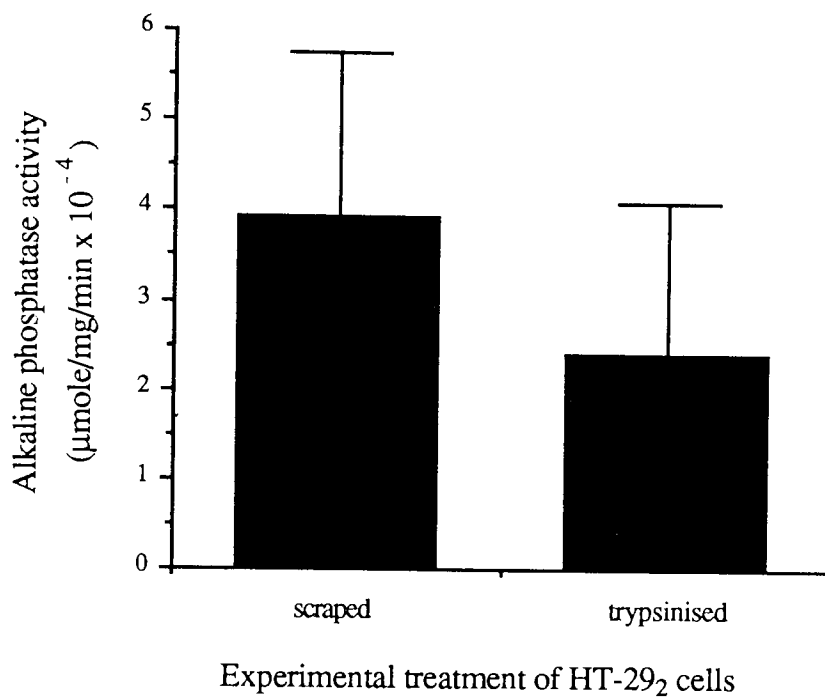 6
5
4
3
2
1
0
Alkaline phosphatase activity
(µmole/mg/min x 10⁻⁴)
scraped
trypsinised
Experimental treatment of HT-29₂ cells